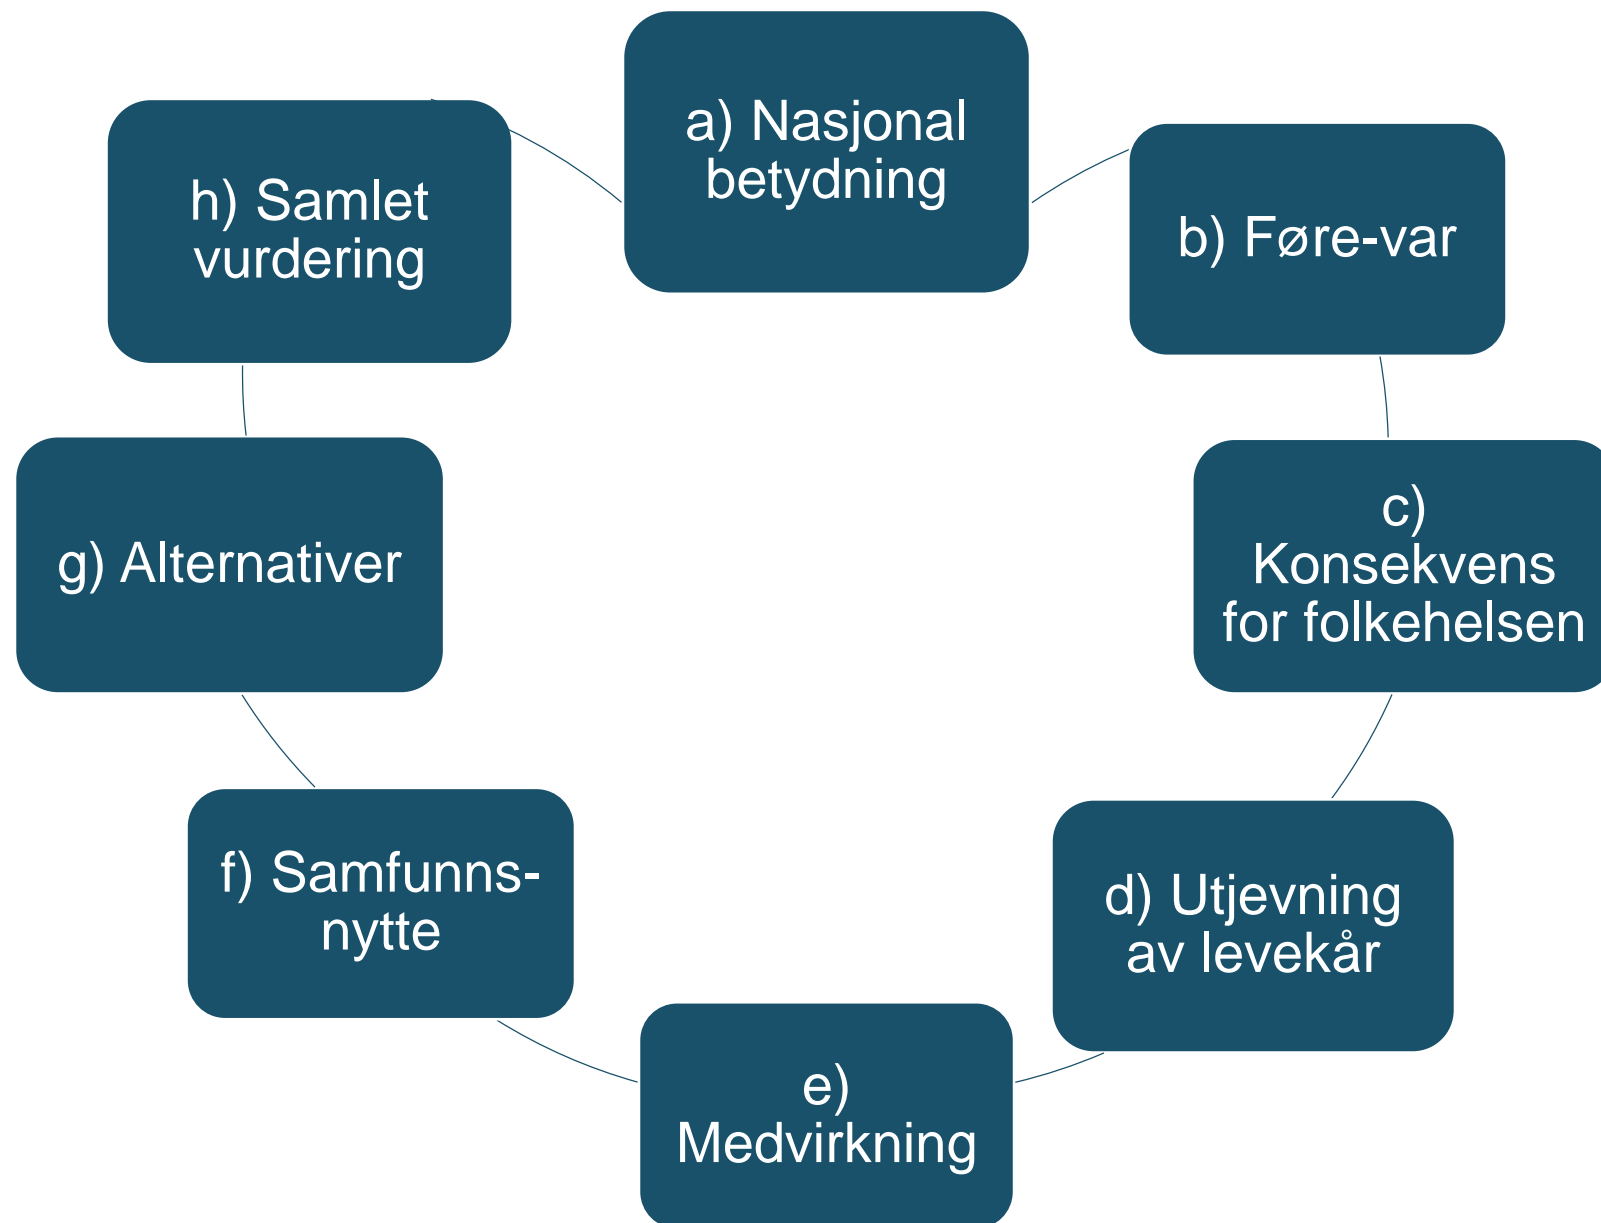 a) Nasjonal
betydning
b) Føre-var
c)
Konsekvens
for folkehelsen
d) Utjevning
av levekår
e)
Medvirkning
f) Samfunns-
nytte
g) Alternativer
h) Samlet
vurdering